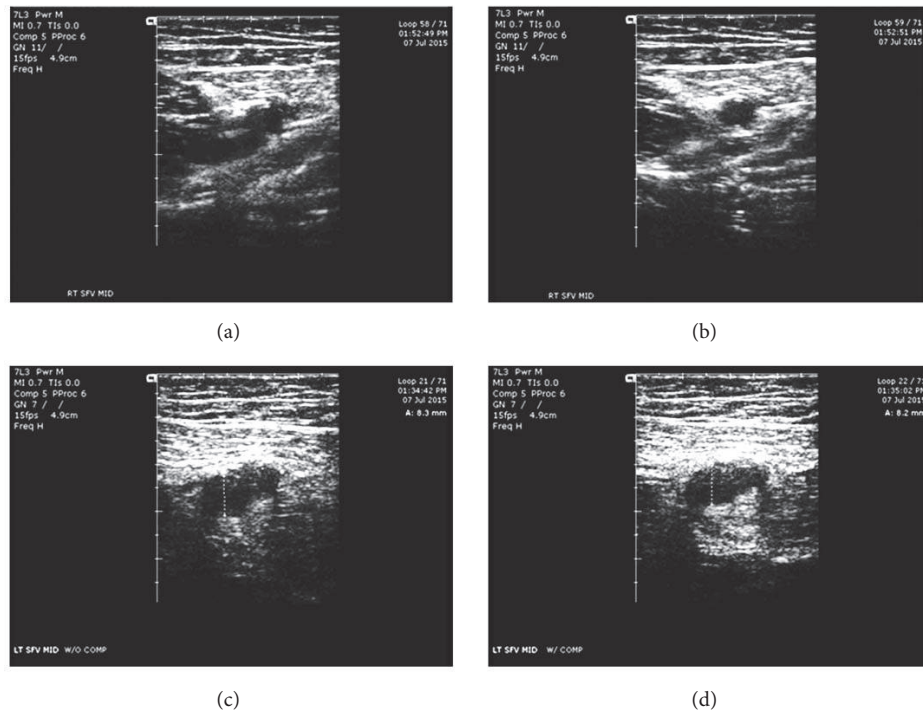 7L3 Pwr M
MI 0.7 TIs 0.0
Comp 5 PProc 6
GN 11/ /
15fps 4.9cm
Freq H
Loop 58 / 71
01:52:49 PM
07 Jul 2015
RT SFV MID
(a)
7L3 Pwr M
MI 0.7 TIs 0.0
Comp 5 PProc 6
GN 11/ /
15fps 4.9cm
Freq H
Loop 59 / 71
01:52:51 PM
07 Jul 2015
RT SFV MID
(b)
7L3 Pwr M
MI 0.7 TIs 0.0
Comp 5 PProc 6
GN 7 / /
15fps 4.9cm
Freq H
Loop 21 / 71
01:34:42 PM
07 Jul 2015
A: 8.3 mm
LT SFV MID W/O COMP
(c)
7L3 Pwr M
MI 0.7 TIs 0.0
Comp 5 PProc 6
GN 7 / /
15fps 4.9cm
Freq H
Loop 22 / 71
01:35:02 PM
07 Jul 2015
A: 8.2 mm
LT SFV MID W/ COMP
(d)